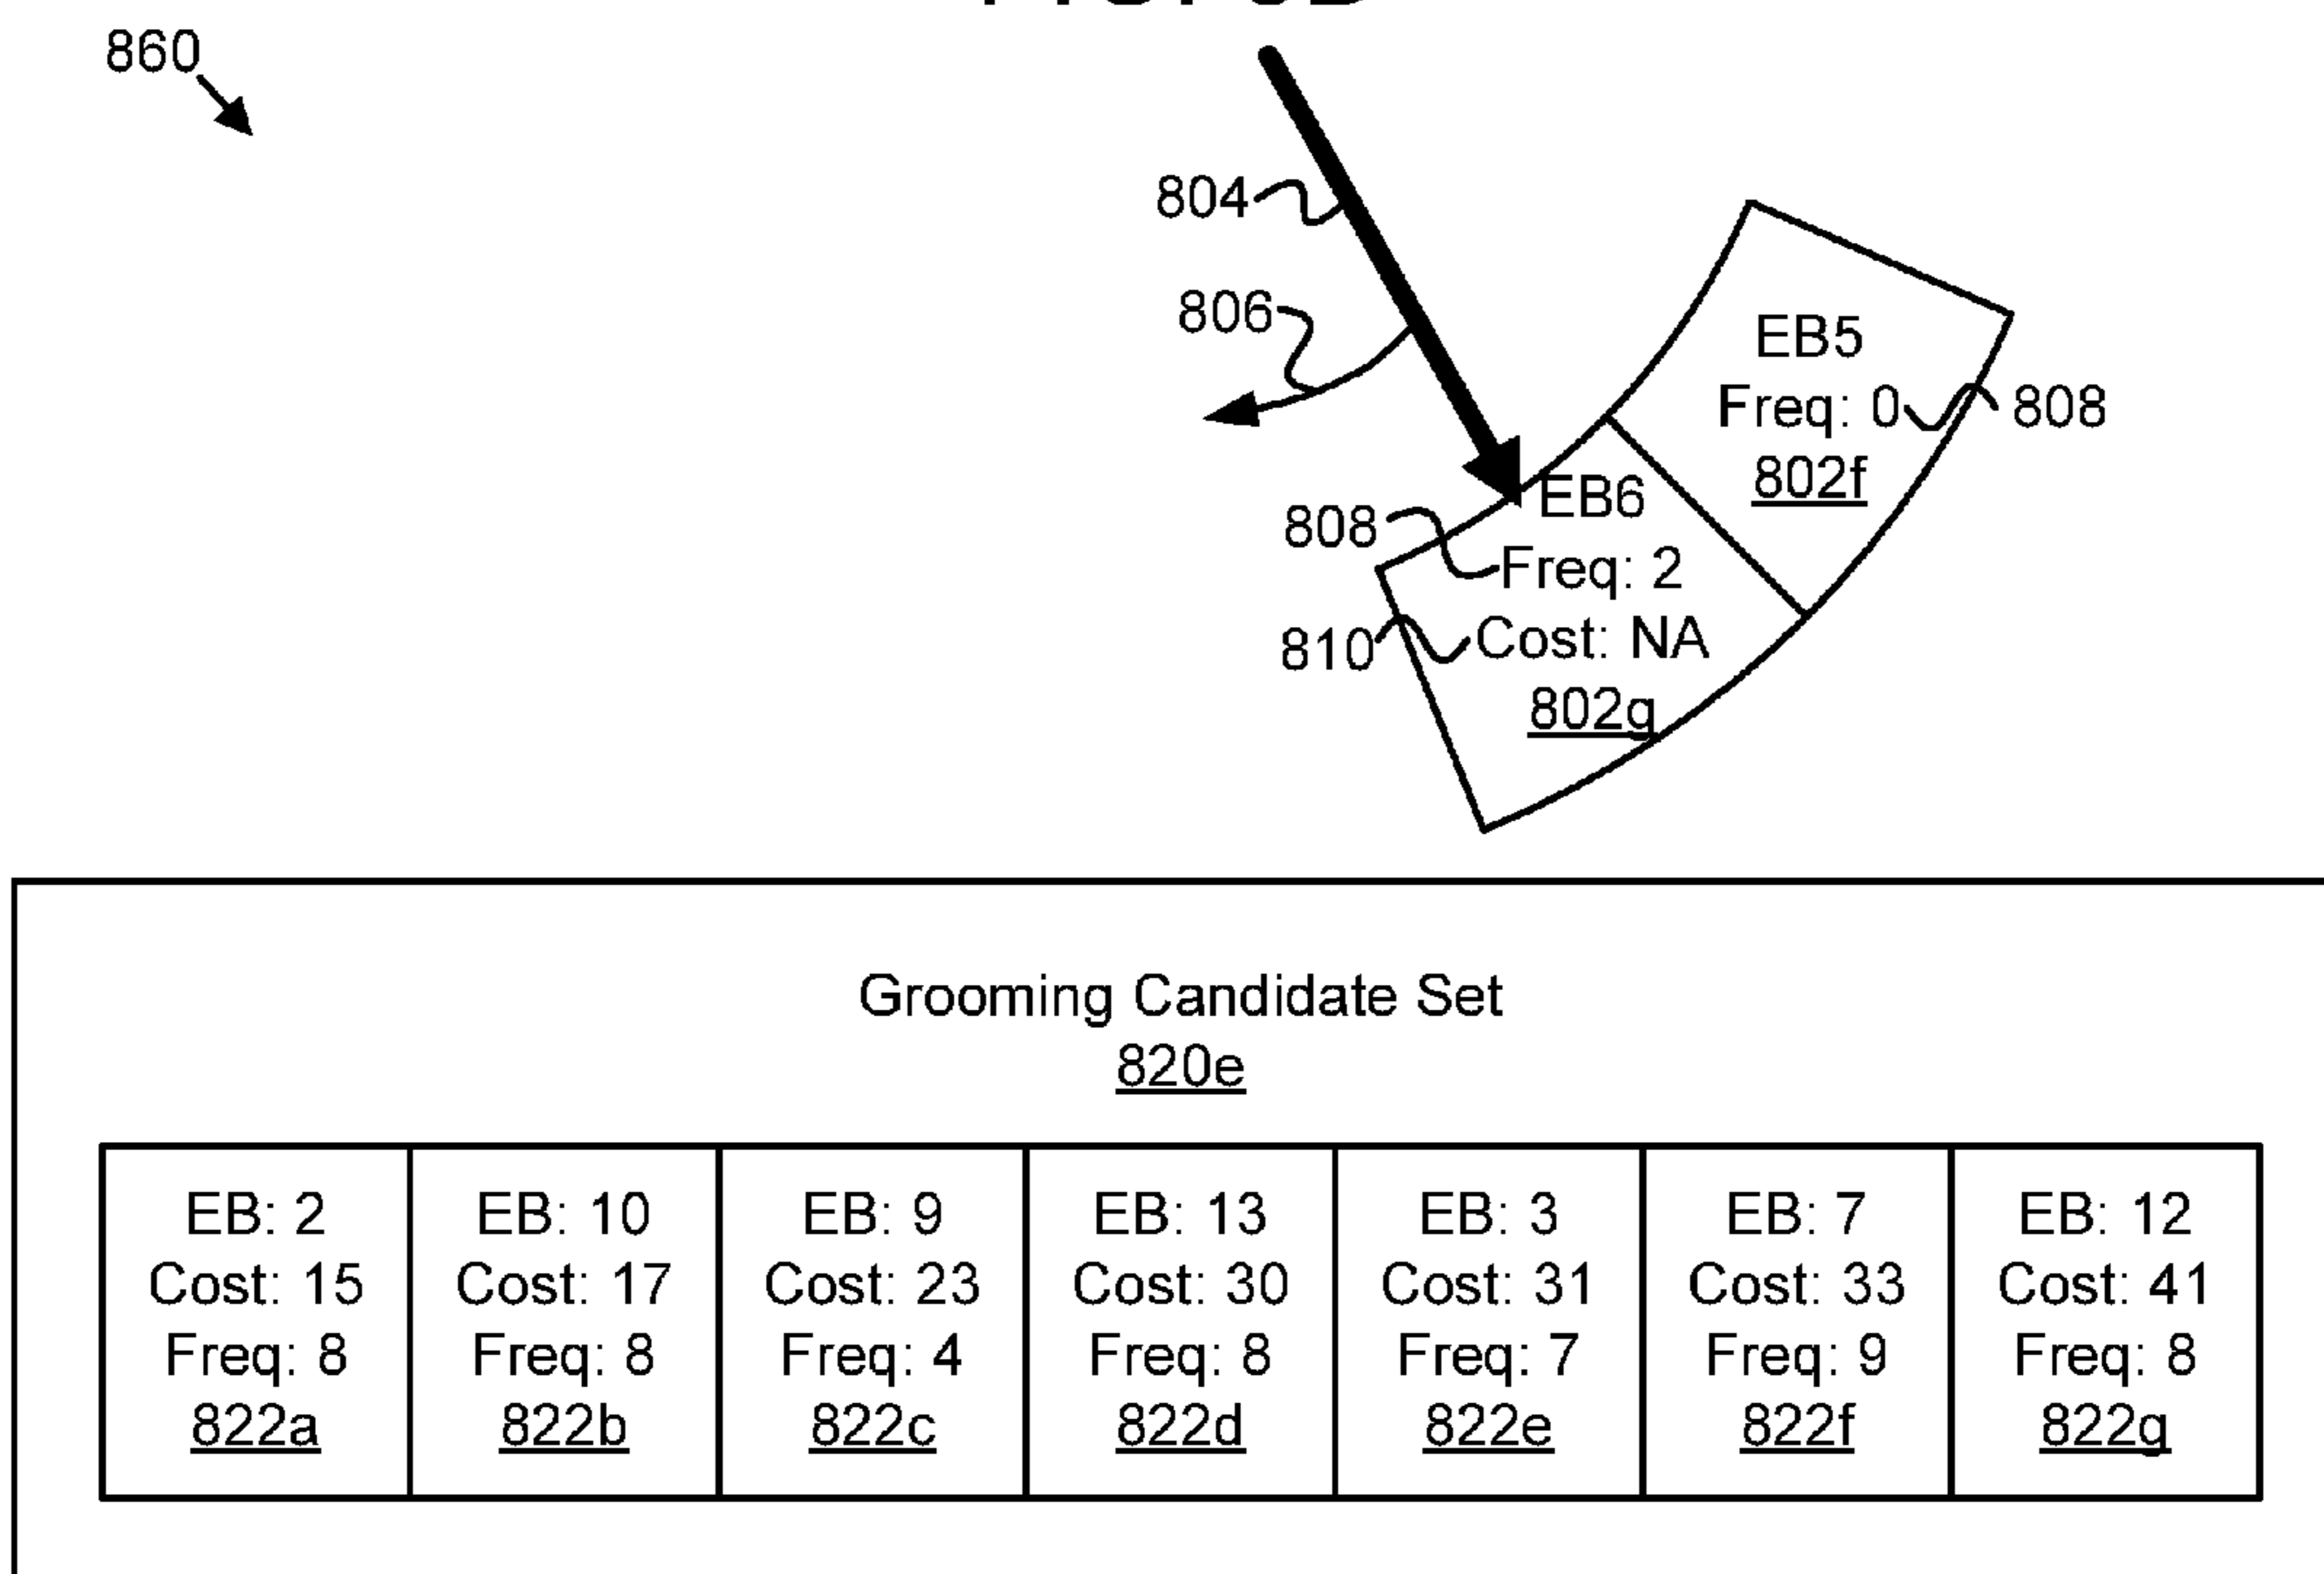 860
804
806
EB5
Freq: 0
808
802f
EB6
808
Freq: 2
810
Cost: NA
802g
Grooming Candidate Set
820e
EB: 2
Cost: 15
Freq: 8
822a
EB: 10
Cost: 17
Freq: 8
822b
EB: 9
Cost: 23
Freq: 4
822c
EB: 13
Cost: 30
Freq: 8
822d
EB: 3
Cost: 31
Freq: 7
822e
EB: 7
Cost: 33
Freq: 9
822f
EB: 12
Cost: 41
Freq: 8
822g